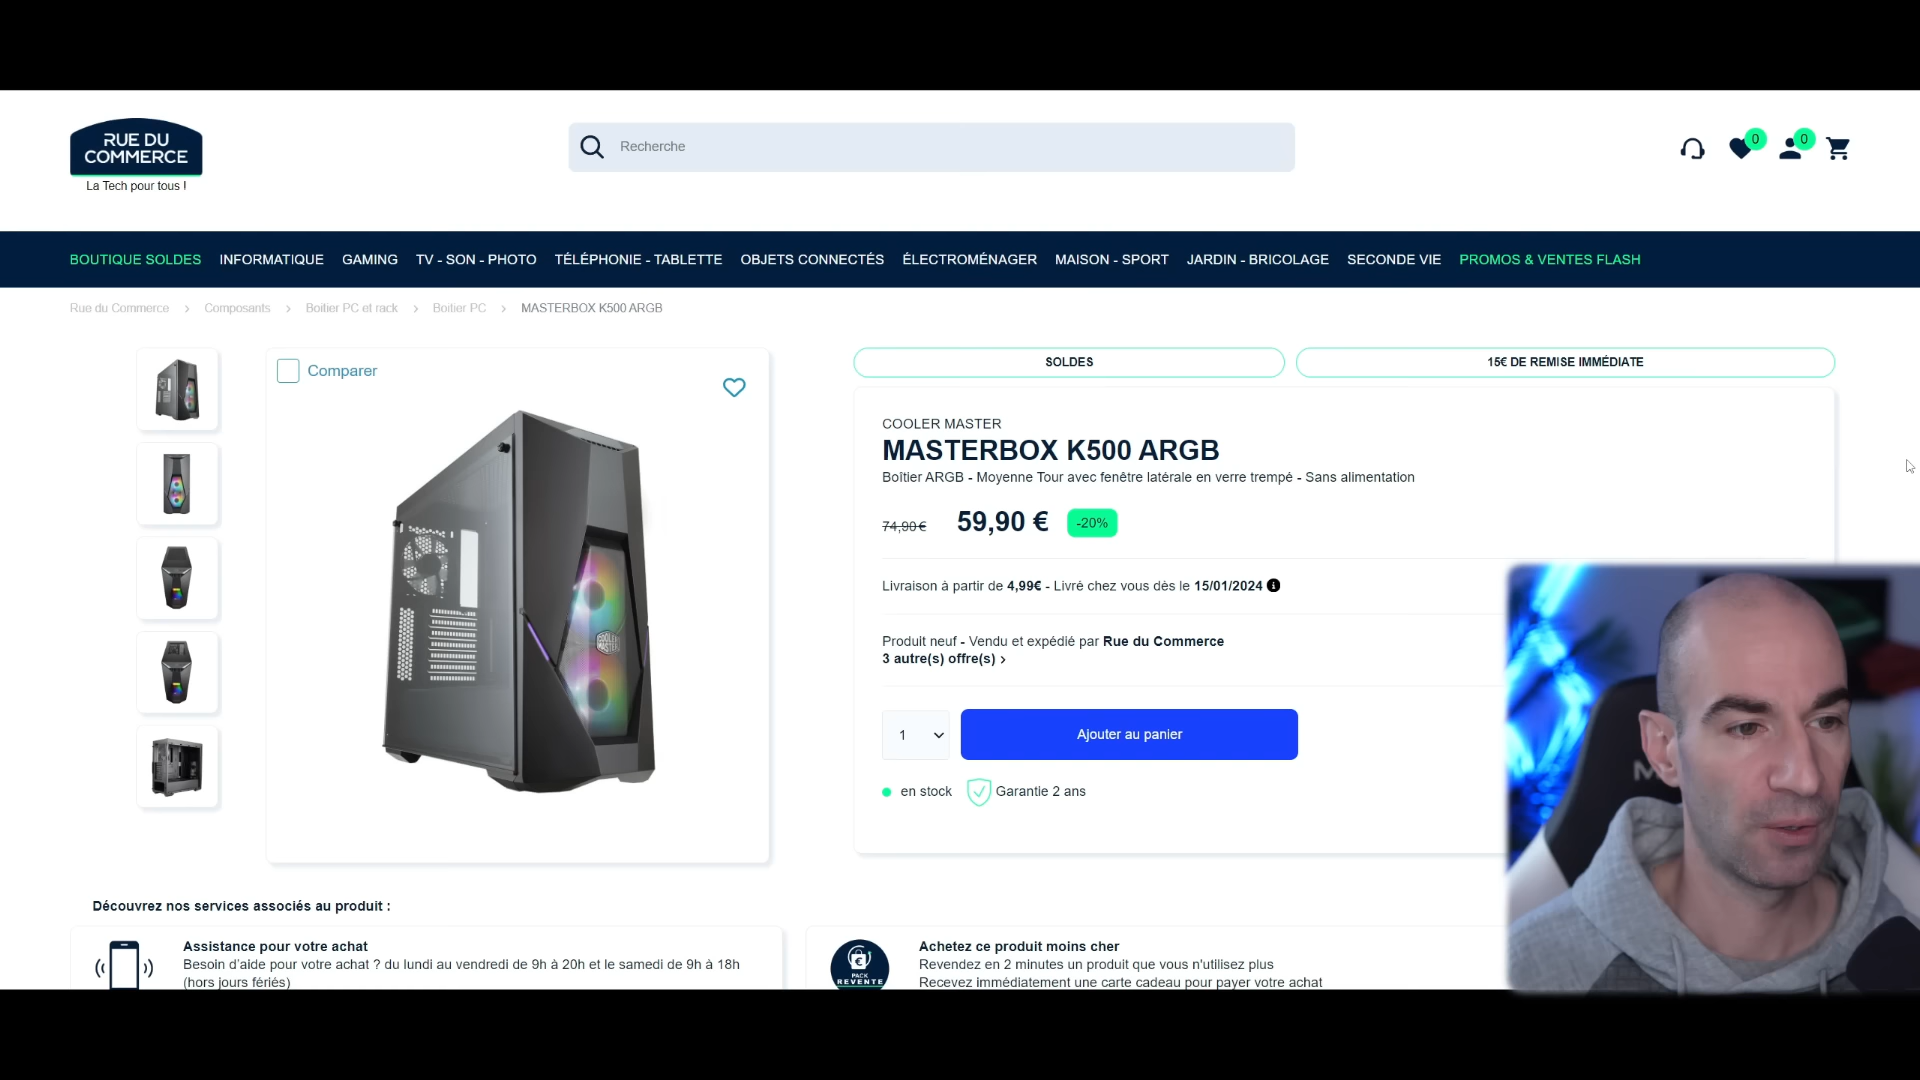 RUE DU
COMMERCE
La Tech pour tous !
Recherche
0
0
BOUTIQUE SOLDES INFORMATIQUE GAMING TV - SON - PHOTO TÉLÉPHONIE - TABLETTE OBJETS CONNECTÉS ÉLECTROMÉNAGER MAISON - SPORT JARDIN - BRICOLAGE SECONDE VIE PROMOS & VENTES FLASH
Rue du Commerce > Composants > Boitier PC et rack > Boitier PC > MASTERBOX K500 ARGB
Comparer
COOLER
MASTER
SOLDES
15€ DE REMISE IMMÉDIATE
COOLER MASTER
MASTERBOX K500 ARGB
Boîtier ARGB - Moyenne Tour avec fenêtre latérale en verre trempé - Sans alimentation
74,90 € 59,90 € -20%
Livraison à partir de 4,99€ - Livré chez vous dès le 15/01/2024
Produit neuf - Vendu et expédié par Rue du Commerce
3 autre(s) offre(s) >
1 Ajouter au panier
en stock Garantie 2 ans
Découvrez nos services associés au produit :
Assistance pour votre achat
Besoin d'aide pour votre achat ? du lundi au vendredi de 9h à 20h et le samedi de 9h à 18h
(hors jours fériés)
PACK
REVENTE
Achetez ce produit moins cher
Revendez en 2 minutes un produit que vous n'utilisez plus
Recevez immédiatement une carte cadeau pour payer votre achat